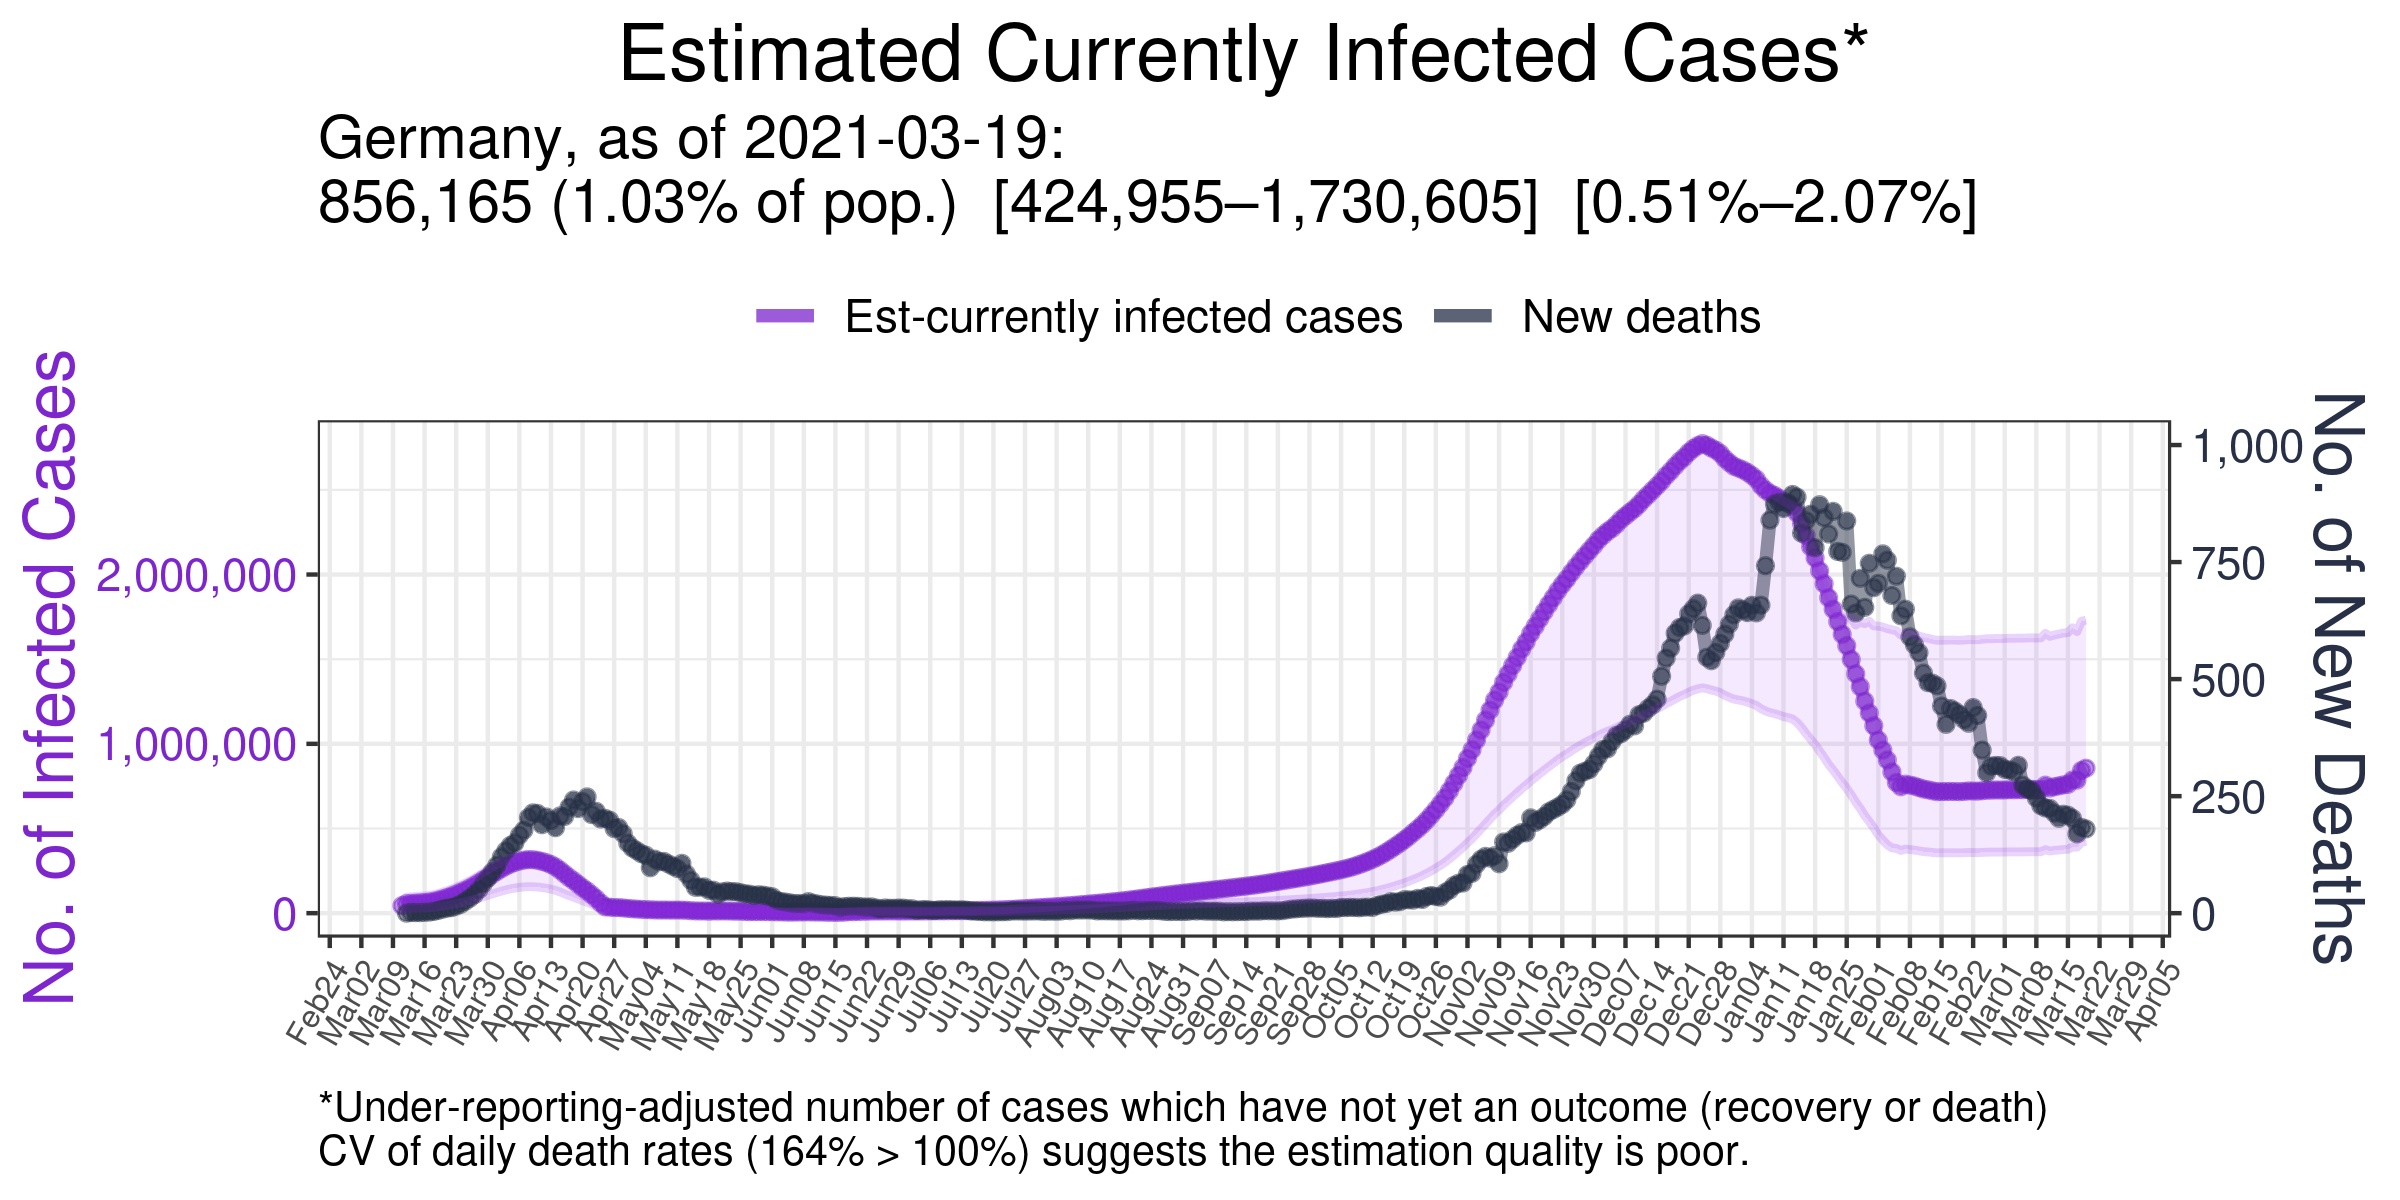 Estimated Currently Infected Cases*
Germany, as of 2021-03-19:
856,165 (1.03% of pop.)  [424,955–1,730,605]  [0.51%–2.07%]
Est-currently infected cases
New deaths
No. of Infected Cases
2,000,000
1,000,000
0
1,000
750
500
250
0
No. of New Deaths
Feb24
Mar02
Mar09
Mar16
Mar23
Mar30
Apr06
Apr13
Apr20
Apr27
May04
May11
May18
May25
Jun01
Jun08
Jun15
Jun22
Jun29
Jul06
Jul13
Jul20
Jul27
Aug03
Aug10
Aug17
Aug24
Aug31
Sep07
Sep14
Sep21
Sep28
Oct05
Oct12
Oct19
Oct26
Nov02
Nov09
Nov16
Nov23
Nov30
Dec07
Dec14
Dec21
Dec28
Jan04
Jan11
Jan18
Jan25
Feb01
Feb08
Feb15
Feb22
Mar01
Mar08
Mar15
Mar22
Mar29
Apr05
*Under-reporting-adjusted number of cases which have not yet an outcome (recovery or death)
CV of daily death rates (164% > 100%) suggests the estimation quality is poor.